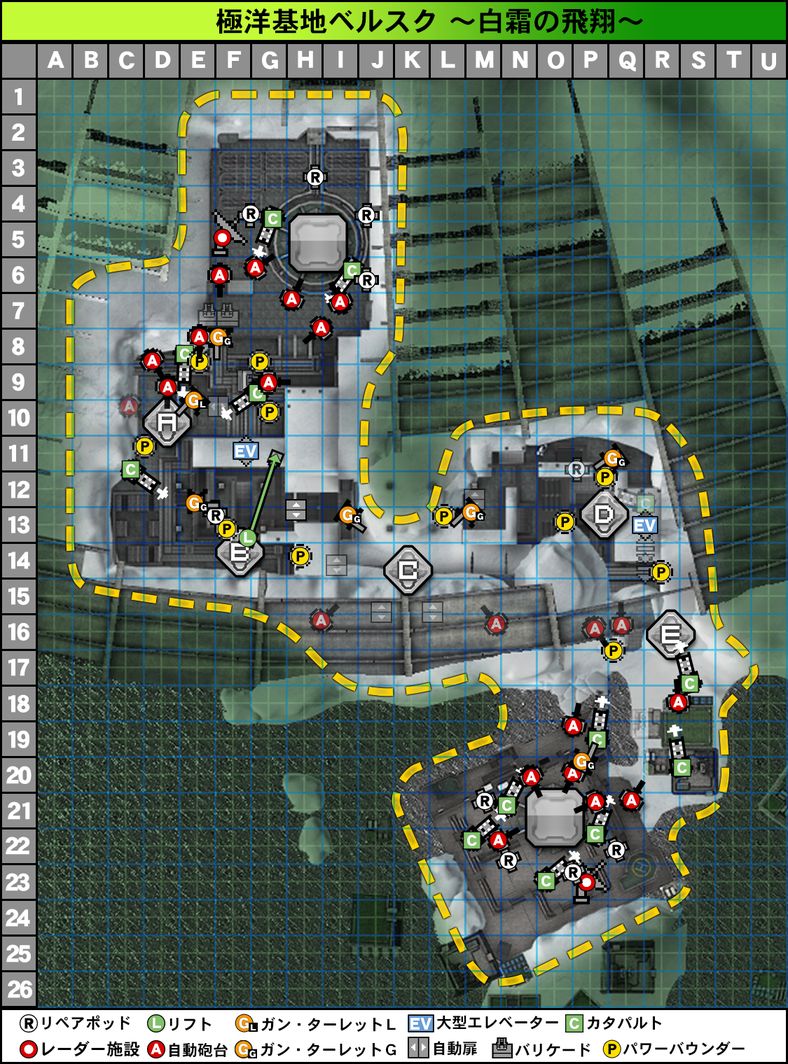 極洋基地ベルスク ～白霜の飛翔～
A B C D E F G H I J K L M N O P Q R S T U
1
2
3
R
4
R C R
5
6
A A C R
7
A A
8
A G G A
A C P P
9
A A
A G L C
10
A P
11
P EV G G
C R P
12
C
G G
13
R P L G G P G G P D EV
14
B P C P
15
16
A A A A E
P
17
C
18
A A
19
C
20
G G C
A A
21
R C A A
22
C A C R
R
23
C R
24
25
26
R リペアポッド L リフト G L ガン・ターレットL EV 大型エレベーター C カタパルト
レーダー施設 A 自動砲台 G G ガン・ターレットG 自動扉 バリケード P パワーバウンダー